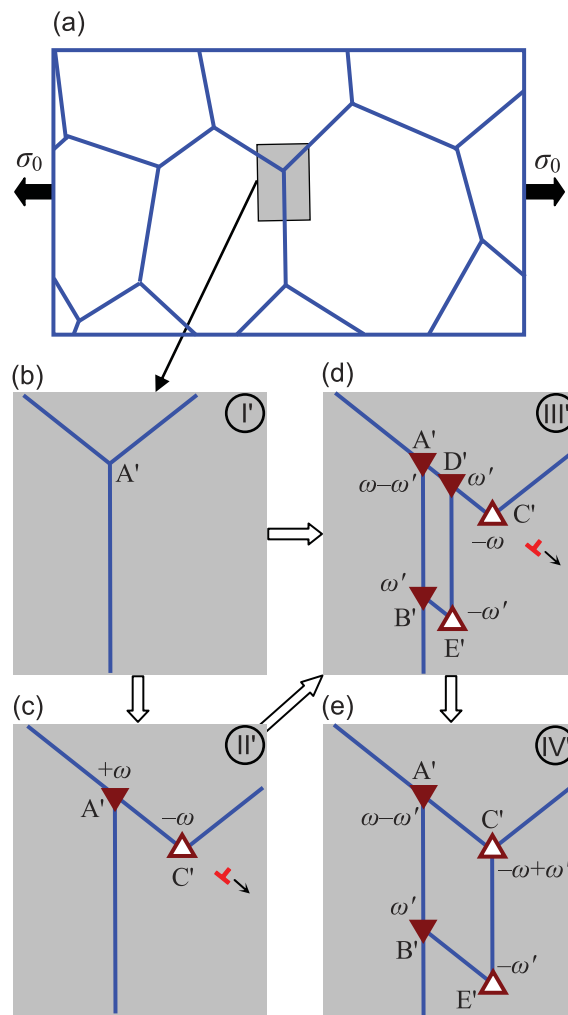 (a)
σ₀
σ₀
(b)
I'
A'
(d)
III'
A'
D'
ω–ω'
ω'
C'
–ω
ω'
B'
–ω'
E'
(c)
II'
+ω
A'
–ω
C'
(e)
IV'
A'
C'
ω–ω'
–ω+ω'
ω'
B'
–ω'
E'